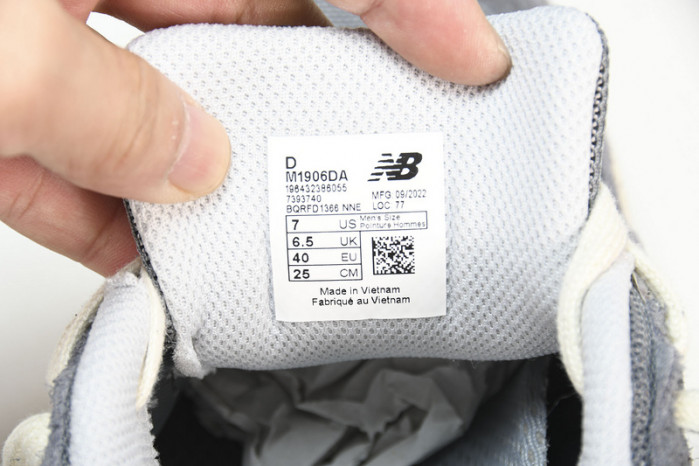 D
M1906DA
NB
196432386055
7393740
MFG 09/2022
BQRFD1366 NNE
LOC 77
7 US Men's Size
Pointure Hommes
6.5 UK
40 EU
25 CM
Made in Vietnam
Fabriqué au Vietnam